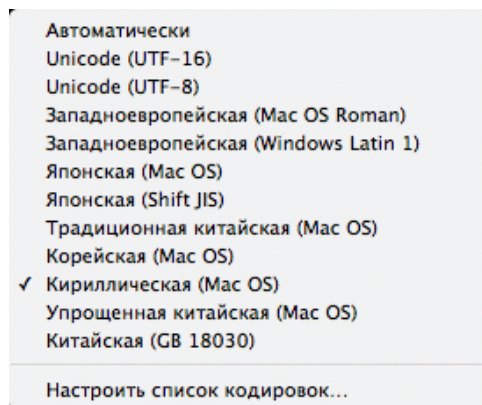 Автоматически
Unicode (UTF-16)
Unicode (UTF-8)
Западноевропейская (Mac OS Roman)
Западноевропейская (Windows Latin 1)
Японская (Mac OS)
Японская (Shift JIS)
Традиционная китайская (Mac OS)
Корейская (Mac OS)
✓ Кириллическая (Mac OS)
Упрощенная китайская (Mac OS)
Китайская (GB 18030)
Настроить список кодировок...